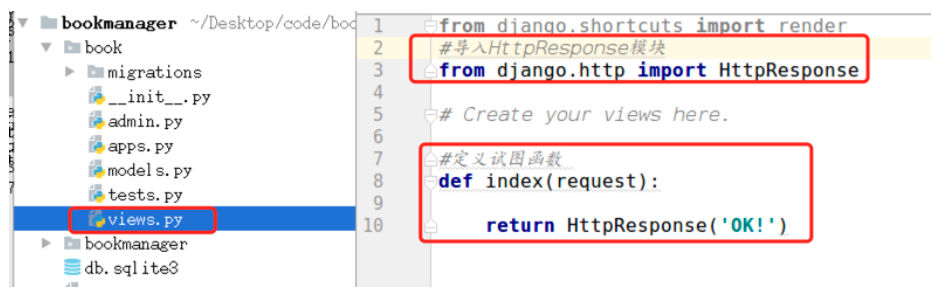 bookmanager ~/Desktop/code/boo
book
migrations
__init__.py
admin.py
apps.py
models.py
tests.py
views.py
bookmanager
db.sqlite3
1 from django.shortcuts import render
2 #导入HttpResponse模块
3 from django.http import HttpResponse
4
5 # Create your views here.
6
7 #定义试图函数
8 def index(request):
9
10 return HttpResponse('OK!')